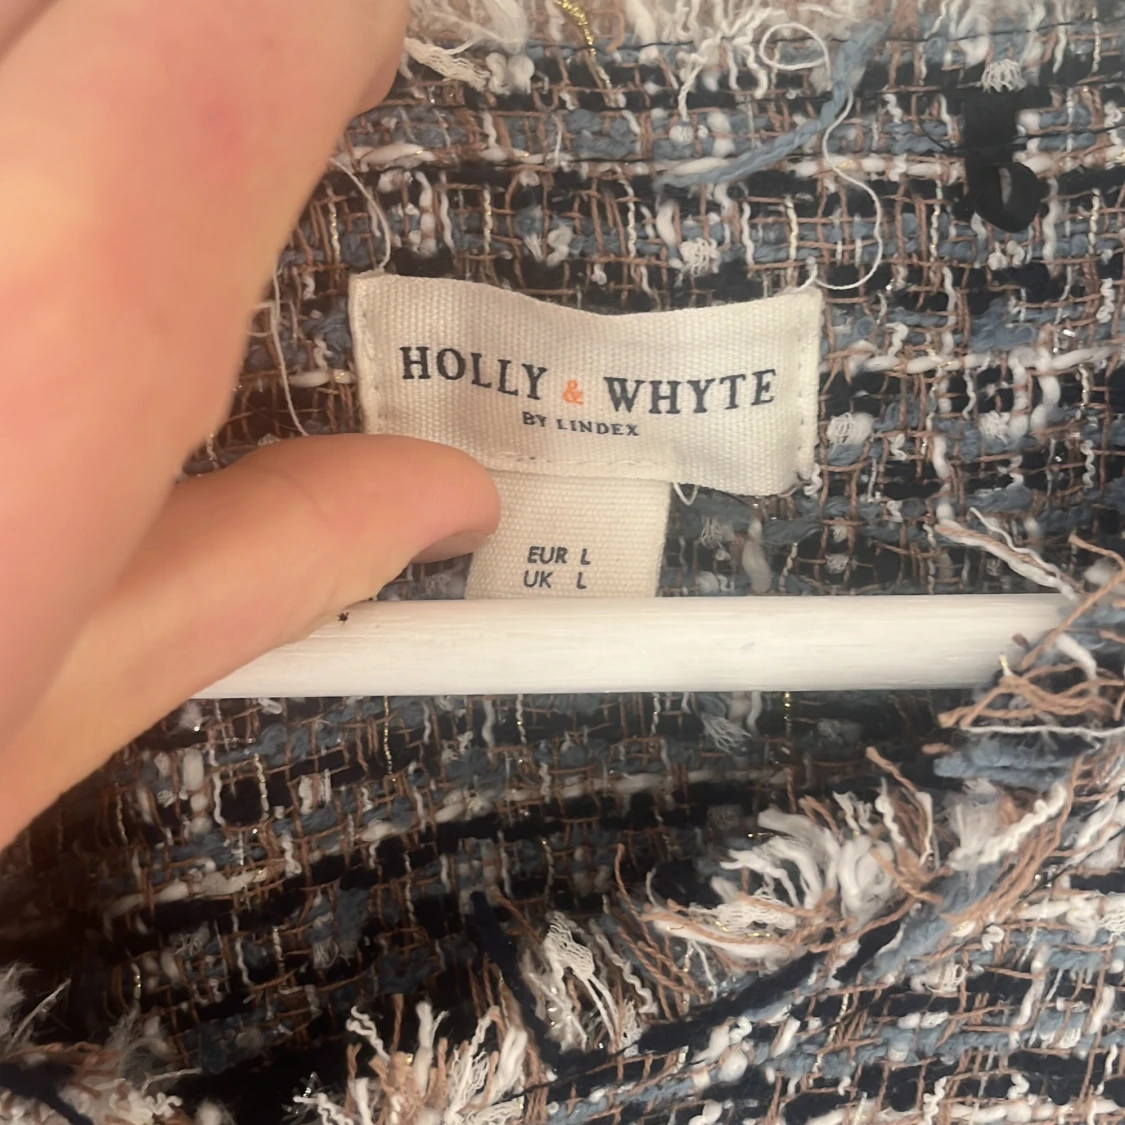 HOLLY & WHYTE
BY LINDEX
EUR L
UK L